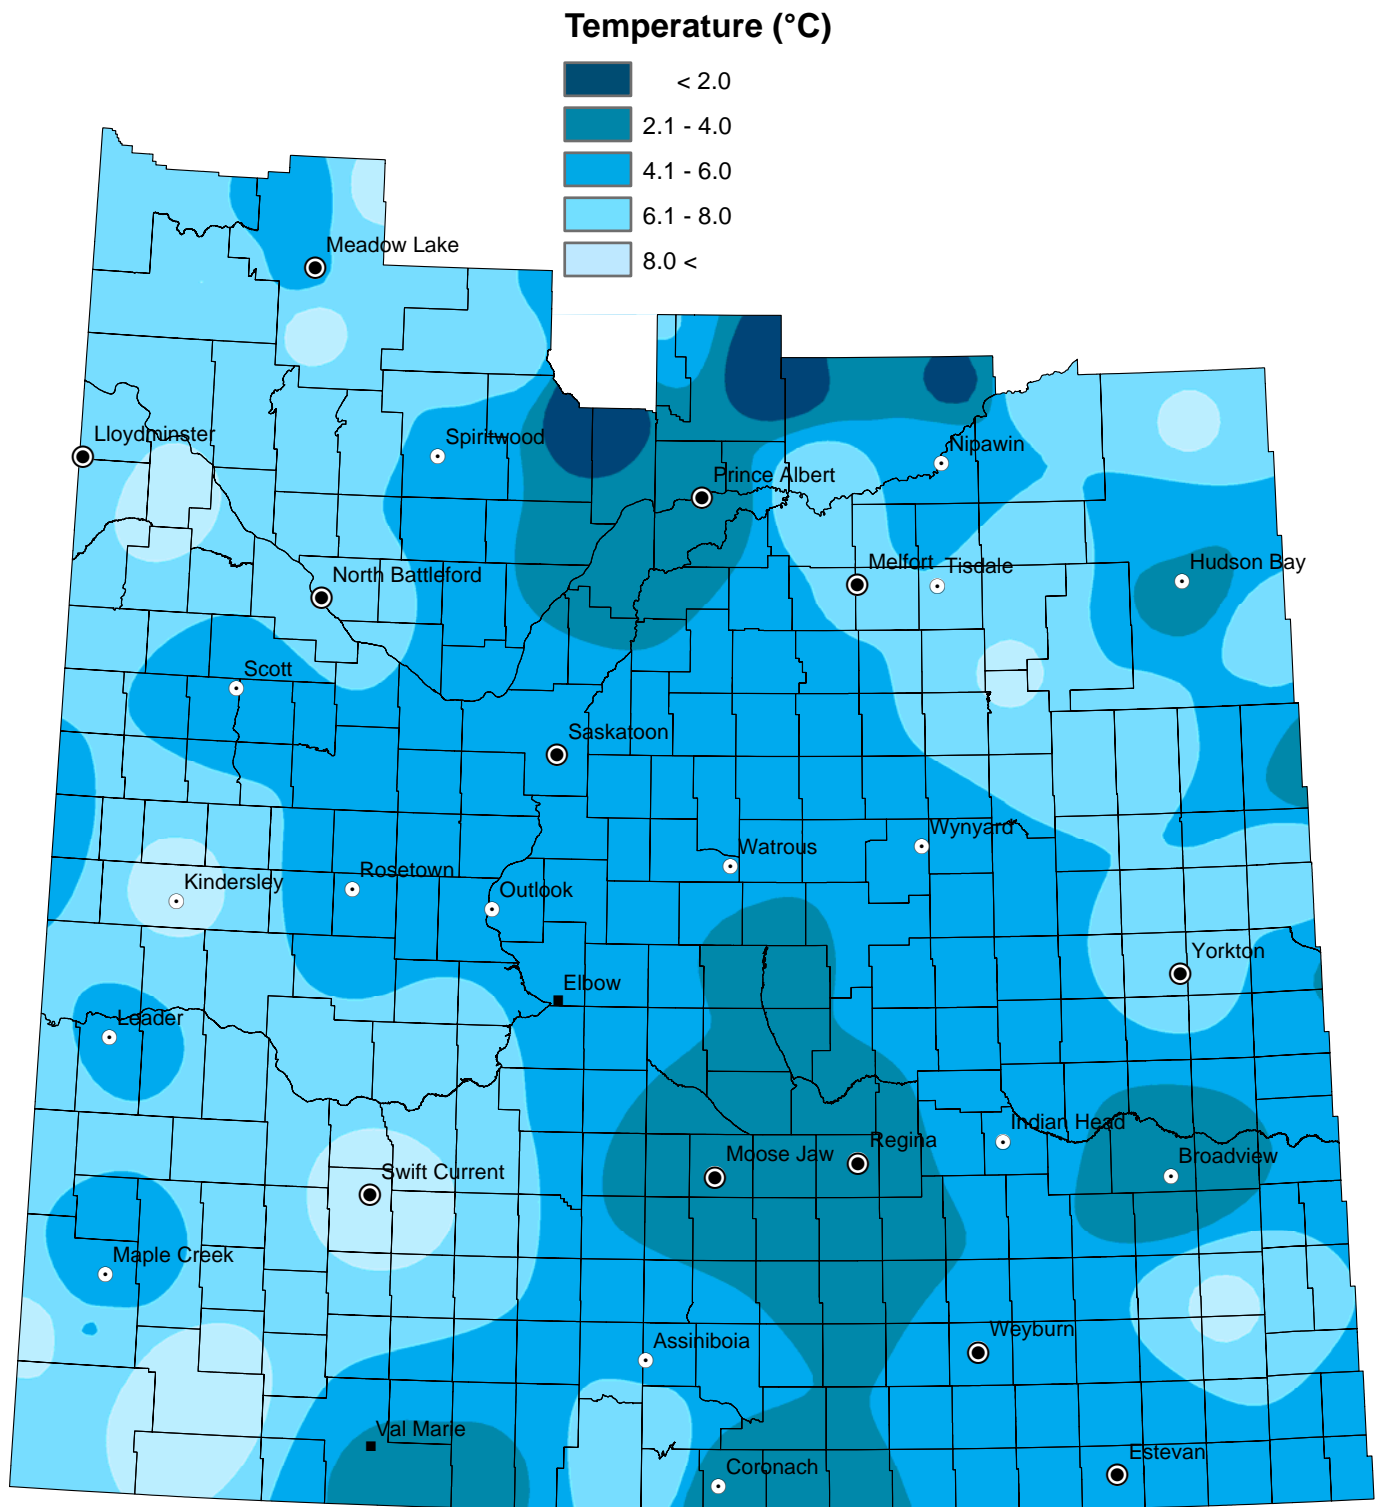 Temperature (°C)
< 2.0
2.1 - 4.0
4.1 - 6.0
6.1 - 8.0
8.0 <
Meadow Lake
Lloydminster
Spiritwood
Nipawin
Prince Albert
Melfort
Tisdale
Hudson Bay
North Battleford
Scott
Saskatoon
Wynyard
Watrous
Rosetown
Kindersley
Outlook
Yorkton
Elbow
Leader
Indian Head
Regina
Moose Jaw
Broadview
Swift Current
Maple Creek
Weyburn
Assiniboia
Val Marie
Estevan
Coronach